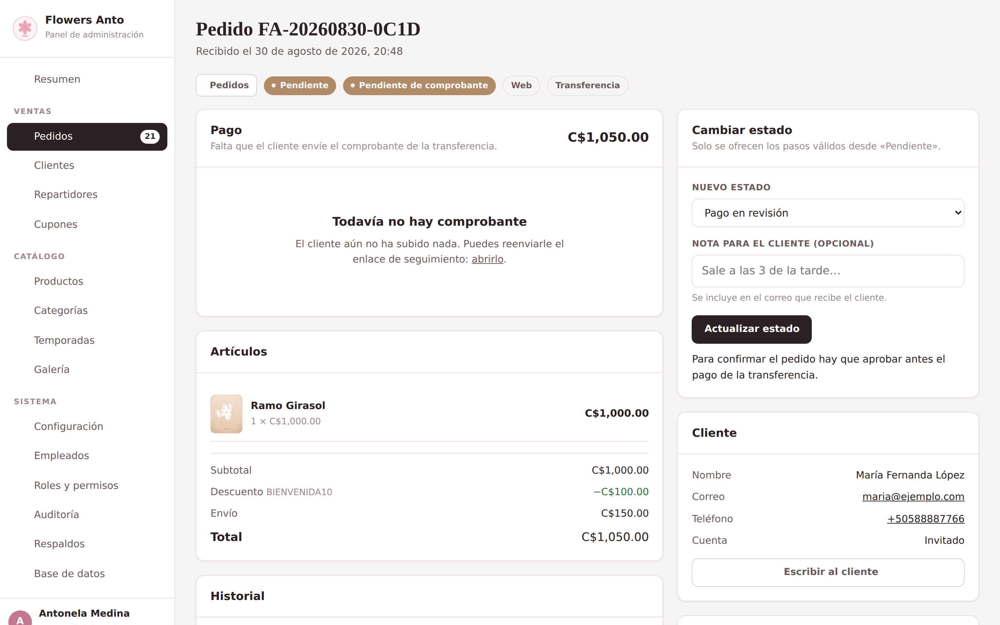 Flowers Anto
Panel de administración
Resumen
VENTAS
Pedidos 21
Clientes
Repartidores
Cupones
CATÁLOGO
Productos
Categorías
Temporadas
Galería
SISTEMA
Configuración
Empleados
Roles y permisos
Auditoría
Respaldos
Base de datos
A
Antonela Medina
Pedido FA-20260830-0C1D
Recibido el 30 de agosto de 2026, 20:48
Pedidos Pendiente Pendiente de comprobante Web Transferencia
Pago
Falta que el cliente envíe el comprobante de la transferencia.
C$1,050.00
Todavía no hay comprobante
El cliente aún no ha subido nada. Puedes reenviarle el
enlace de seguimiento: abrirlo.
Artículos
Ramo Girasol
1 × C$1,000.00
C$1,000.00
Subtotal C$1,000.00
Descuento BIENVENIDA10 −C$100.00
Envío C$150.00
Total C$1,050.00
Historial
Cambiar estado
Solo se ofrecen los pasos válidos desde «Pendiente».
NUEVO ESTADO
Pago en revisión
NOTA PARA EL CLIENTE (OPCIONAL)
Sale a las 3 de la tarde…
Se incluye en el correo que recibe el cliente.
Actualizar estado
Para confirmar el pedido hay que aprobar antes el
pago de la transferencia.
Cliente
Nombre María Fernanda López
Correo maria@ejemplo.com
Teléfono +50588887766
Cuenta Invitado
Escribir al cliente